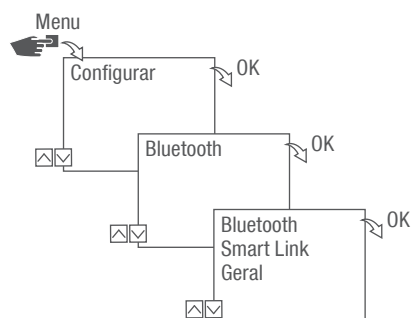 Menu
Configurar
OK
Bluetooth
OK
Bluetooth
Smart Link
Geral
OK